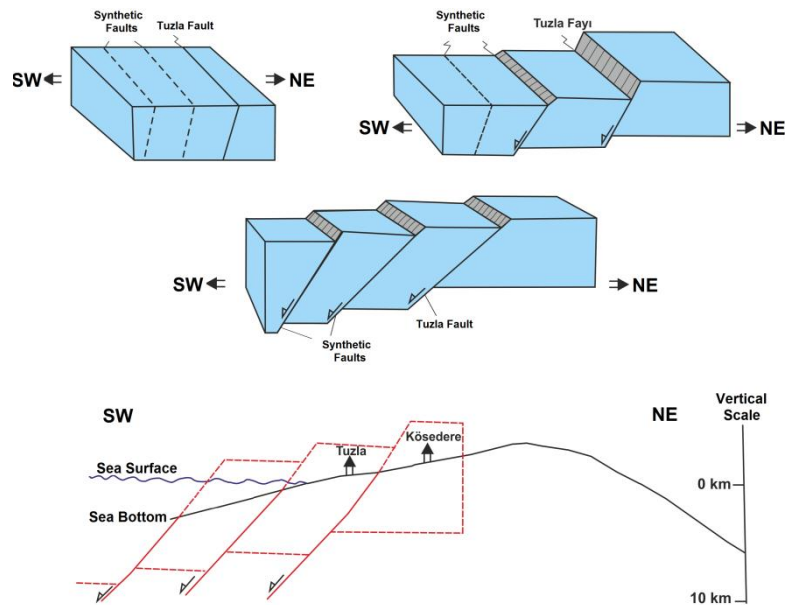 Synthetic
Faults
Tuzla Fault
SW
NE
Synthetic
Faults
Tuzla Fayı
SW
NE
SW
NE
Synthetic
Faults
Tuzla Fault
SW
NE
Vertical
Scale
Kösedere
Tuzla
Sea Surface
0 km
Sea Bottom
10 km